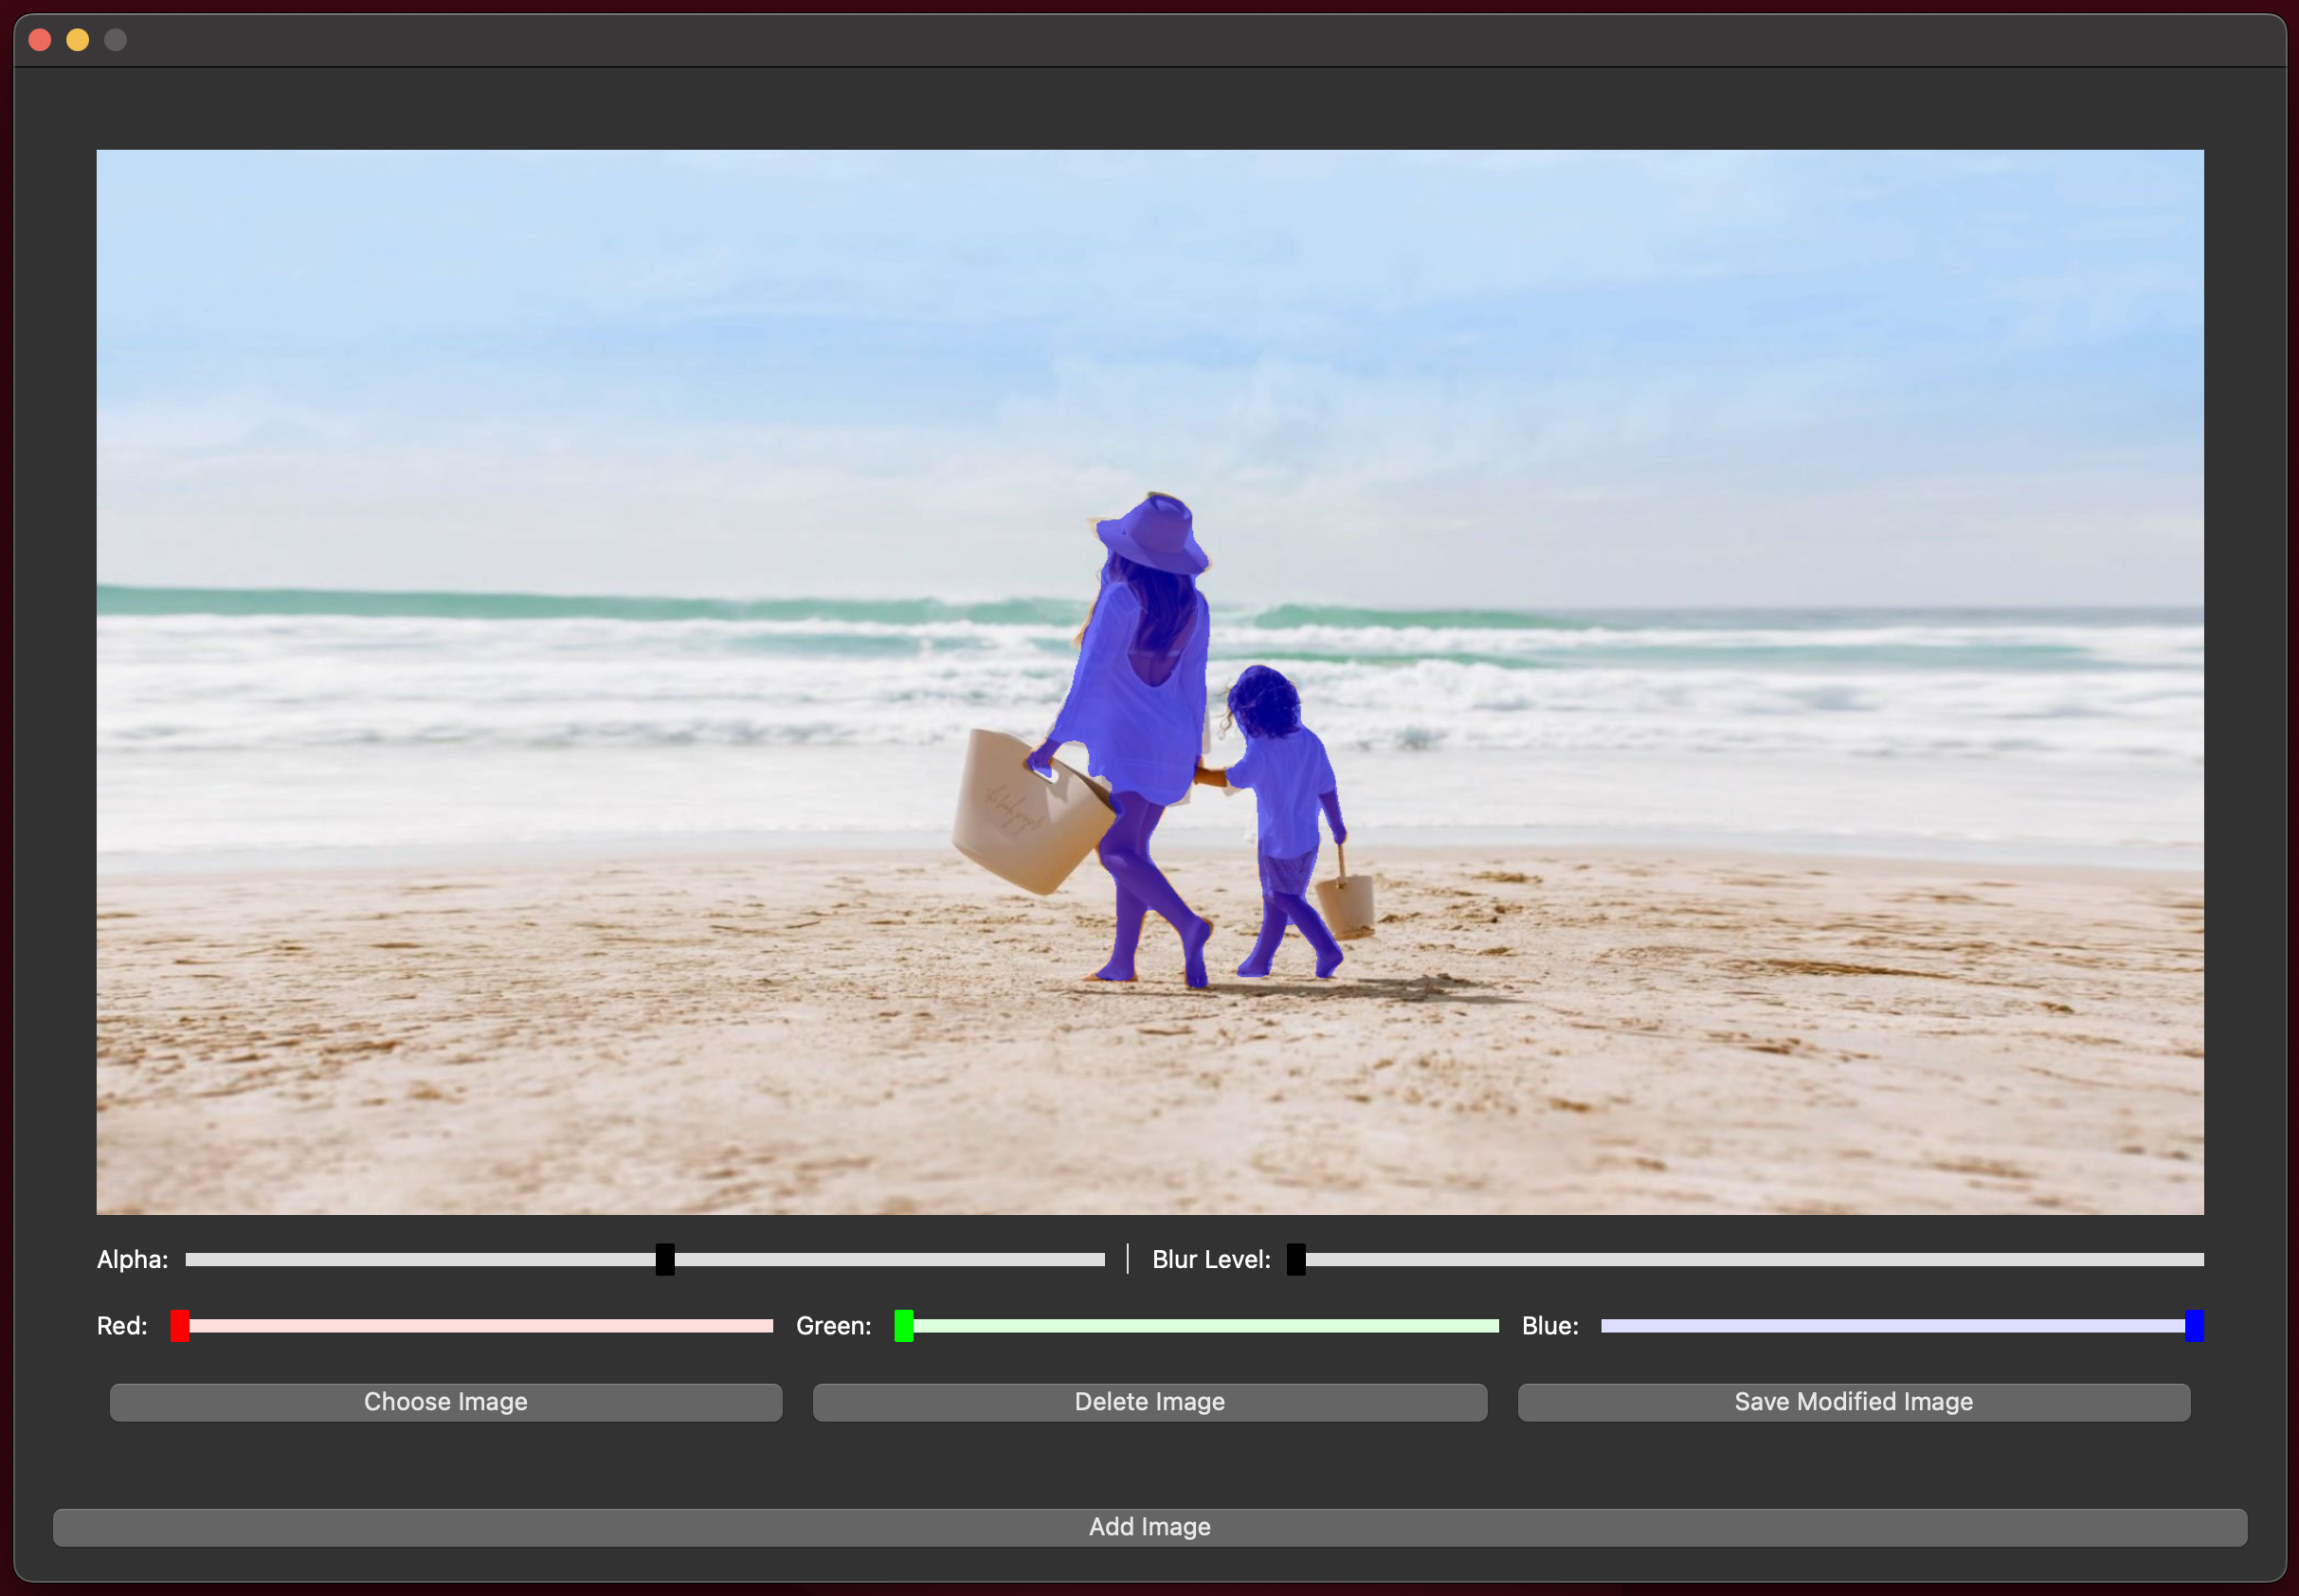 Alpha:
Blur Level:
Red:
Green:
Blue:
Choose Image
Delete Image
Save Modified Image
Add Image